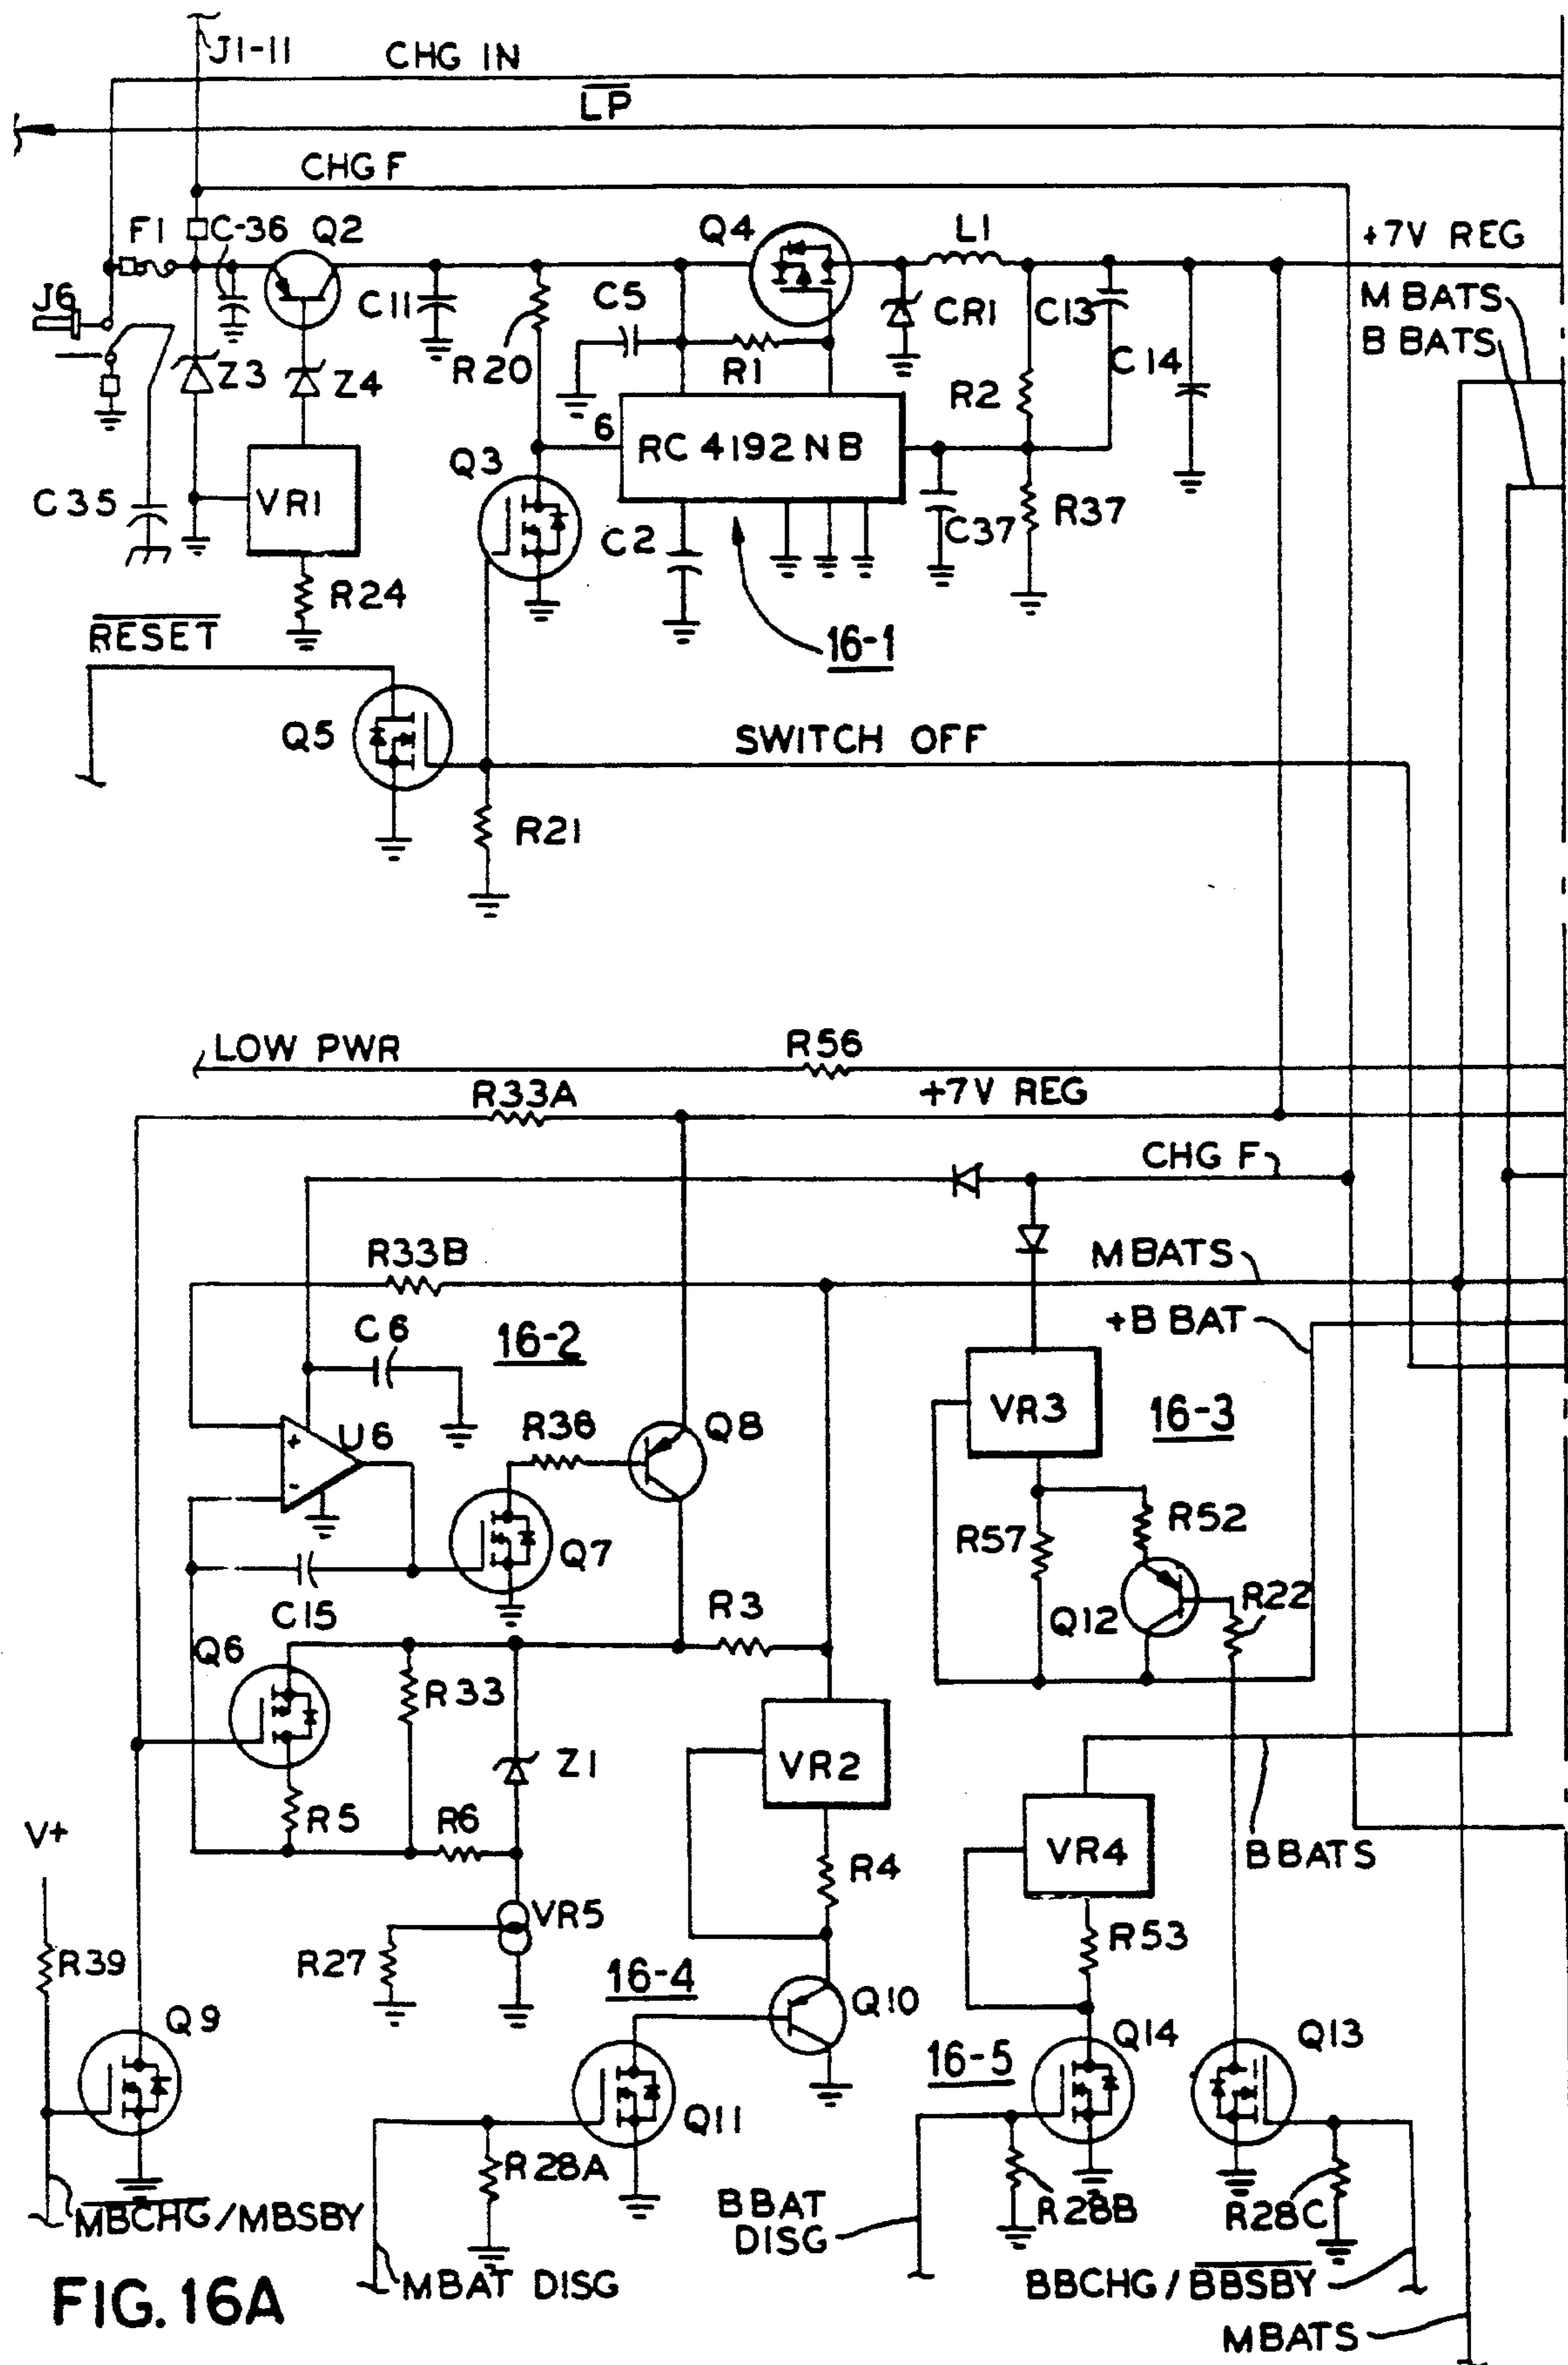 J1-11
CHG IN
LP
CHG F
F1
C-36
Q2
Q4
L1
+7V REG
J6
C11
C5
CR1
C13
M BATS
B BATS
R20
R1
C14
Z3
Z4
R2
6
RC 4192 NB
Q3
C35
VR1
C2
C37
R37
R24
RESET
16-1
Q5
SWITCH OFF
R21
LOW PWR
R56
R33A
+7V REG
CHG F
R33B
M BATS
+B BAT
C6
16-2
VR3
16-3
U6
+
-
R38
Q8
R52
R57
Q7
R22
C15
R3
Q12
Q6
R33
Z1
VR2
R5
R6
VR4
B BATS
V+
R4
VR5
R53
R39
R27
16-4
Q10
Q9
Q14
Q13
16-5
Q11
R28A
BBAT
DISG
R28B
R28C
MBCHG/MBSBY
MBAT DISG
BBCHG/BBSBY
FIG. 16A
M BATS